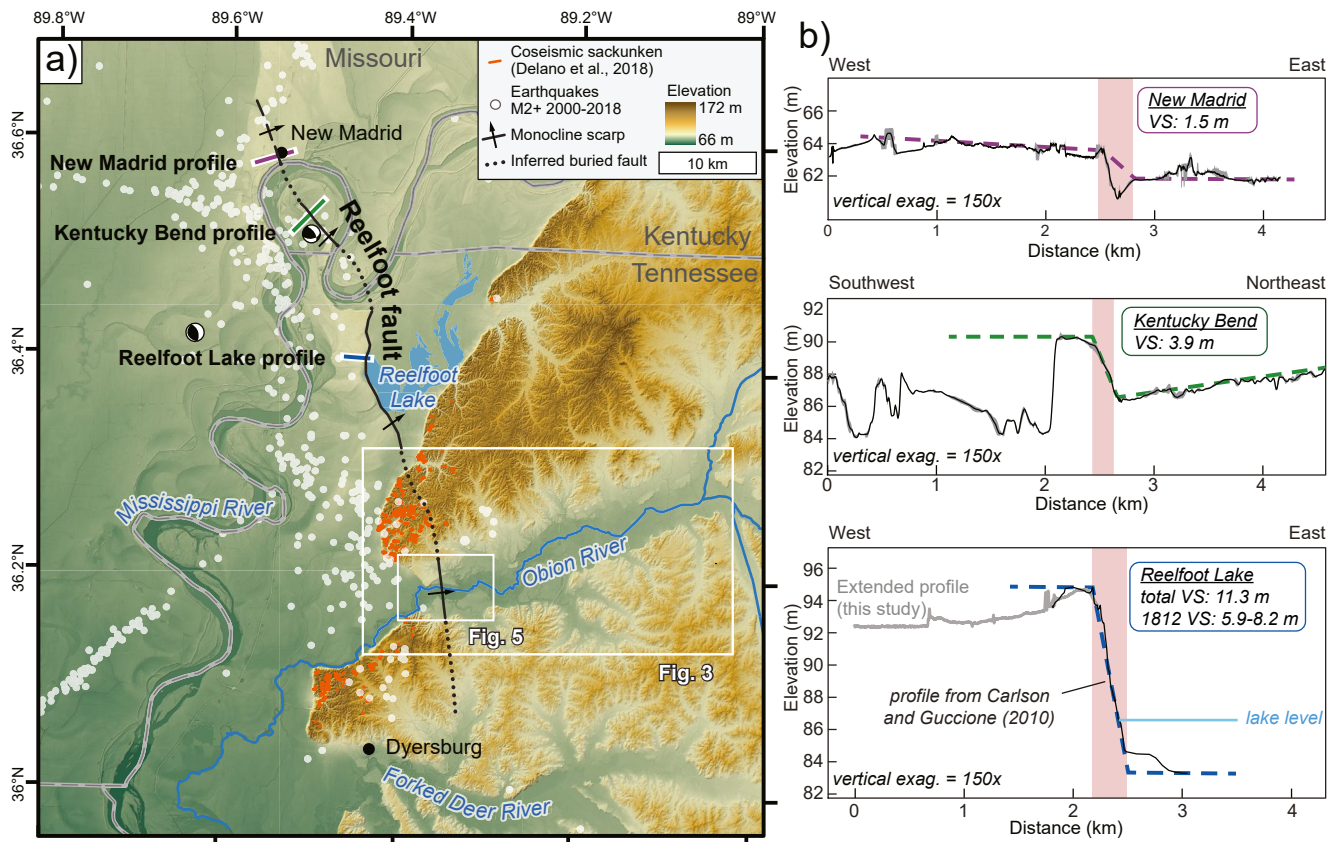 89.8°W
89.6°W
89.4°W
89.2°W
89°W
a)
Missouri
Coseismic sackunken
(Delano et al., 2018)
Earthquakes
M2+ 2000-2018
Monocline scarp
Inferred buried fault
Elevation
172 m
66 m
10 km
36.6°N
36.4°N
36.2°N
36°N
New Madrid
New Madrid profile
Kentucky Bend profile
Reelfoot fault
Kentucky
Tennessee
Reelfoot Lake profile
Reelfoot
Lake
Mississippi River
Obion River
Fig. 5
Fig. 3
Dyersburg
Forked Deer River
b)
West
East
Elevation (m)
66
64
62
New Madrid
VS: 1.5 m
vertical exag. = 150x
0
1
2
3
4
Distance (km)
Southwest
Northeast
Elevation (m)
92
90
88
86
84
82
Kentucky Bend
VS: 3.9 m
vertical exag. = 150x
0
1
2
3
4
Distance (km)
West
East
Elevation (m)
96
94
92
90
88
86
84
82
Extended profile
(this study)
Reelfoot Lake
total VS: 11.3 m
1812 VS: 5.9-8.2 m
profile from Carlson
and Guccione (2010)
lake level
vertical exag. = 150x
0
1
2
3
4
Distance (km)